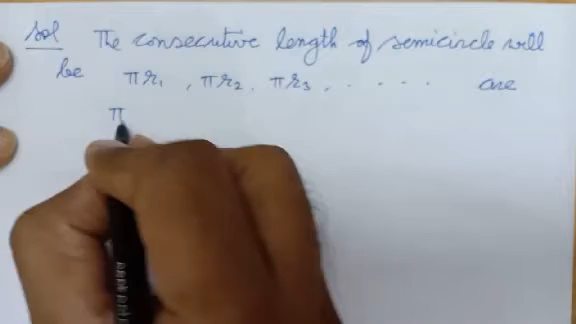 Sol The consecutive length of semicircle will
be πr₁ , πr₂, πr₃ , . . . . . are
π